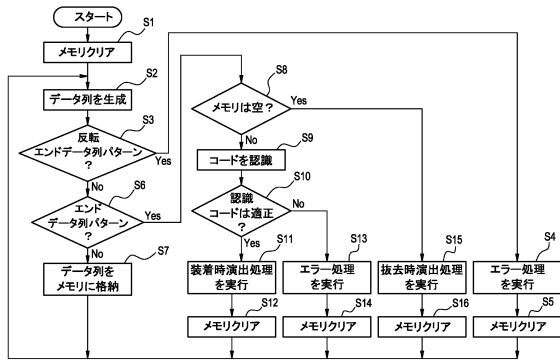 スタート
S1
メモリクリア
S2
データ列を生成
S3
反転
エンドデータ列パターン
?
Yes
No
S6
エンド
データ列パターン
?
Yes
No
S7
データ列を
メモリに格納
S8
メモリは空?
Yes
No
S9
コードを認識
S10
認識
コードは適正
?
No
Yes
S11
装着時演出処理
を実行
S12
メモリクリア
S13
エラー処理
を実行
S14
メモリクリア
S15
抜去時演出処理
を実行
S16
メモリクリア
S4
エラー処理
を実行
S5
メモリクリア